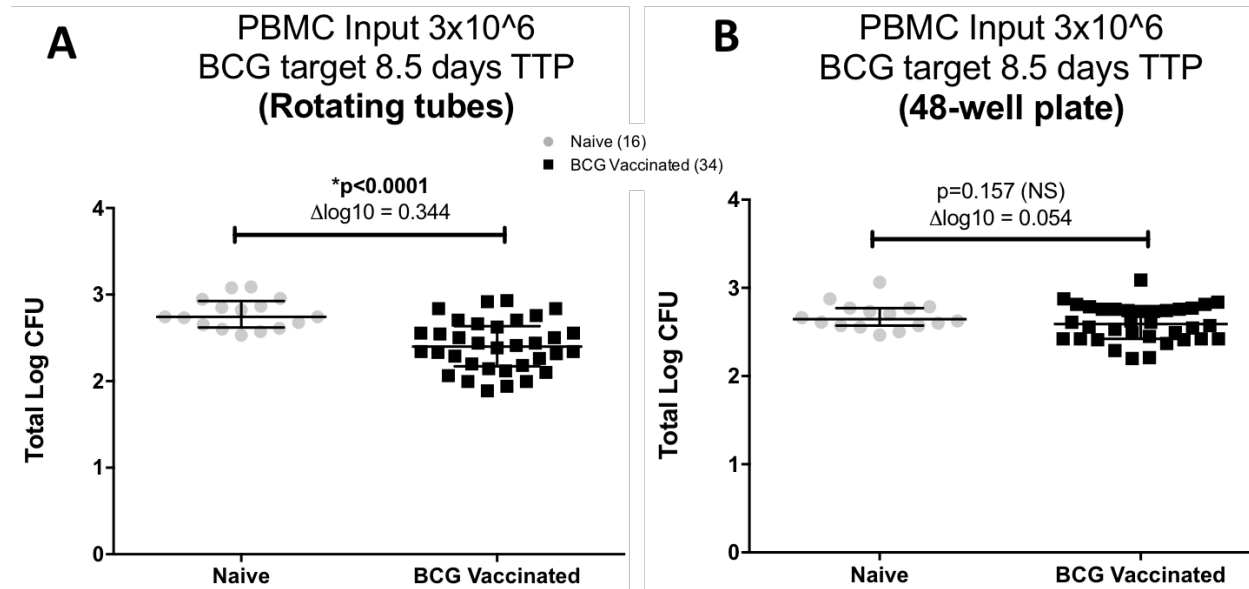 A
PBMC Input 3x10^6
BCG target 8.5 days TTP
(Rotating tubes)
B
PBMC Input 3x10^6
BCG target 8.5 days TTP
(48-well plate)
Naive (16)
BCG Vaccinated (34)
*p<0.0001
Δlog10 = 0.344
Total Log CFU
4
3
2
1
0
Naive
BCG Vaccinated
p=0.157 (NS)
Δlog10 = 0.054
Total Log CFU
4
3
2
1
0
Naive
BCG Vaccinated